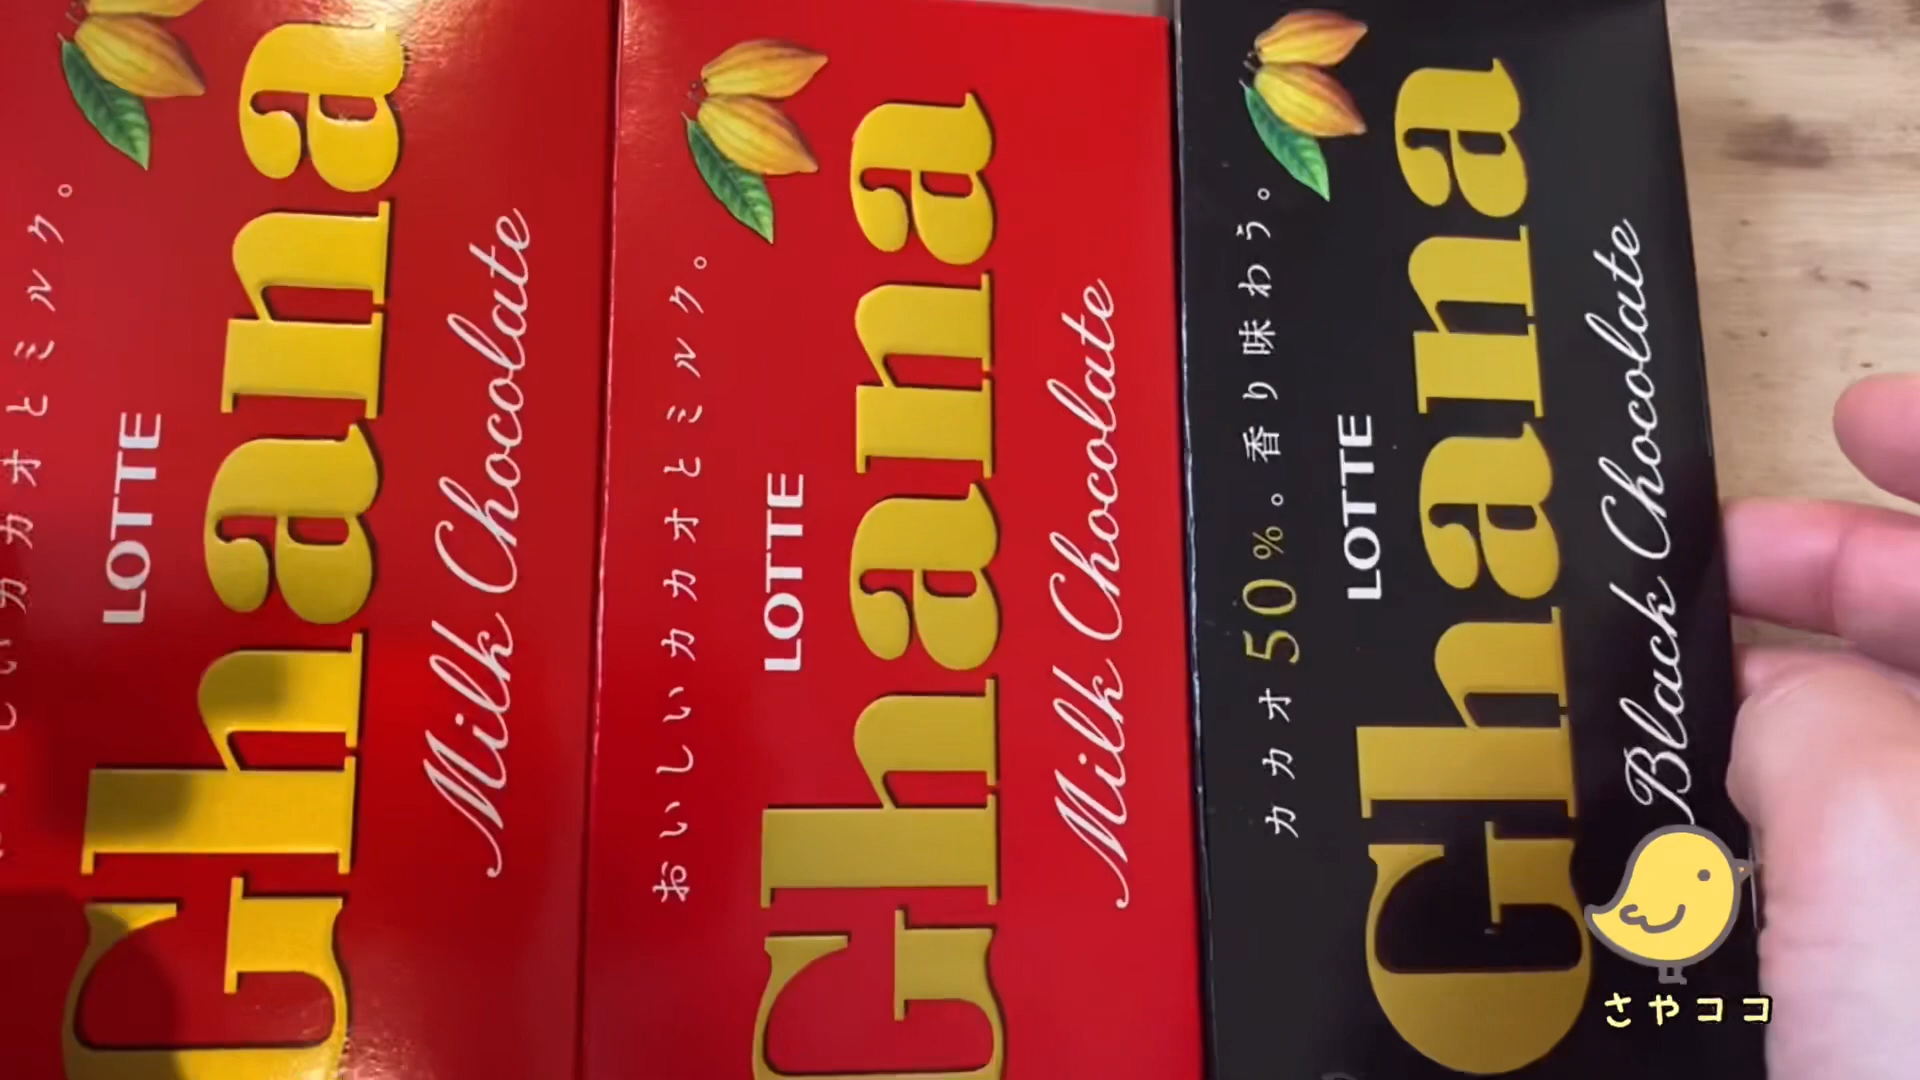 カカオとミルク。
LOTTE
Ghana
Milk Chocolate
おいしいカカオとミルク。
LOTTE
Ghana
Milk Chocolate
カカオ50%。香り味わう。
LOTTE
Ghana
Black Chocolate
さやココ